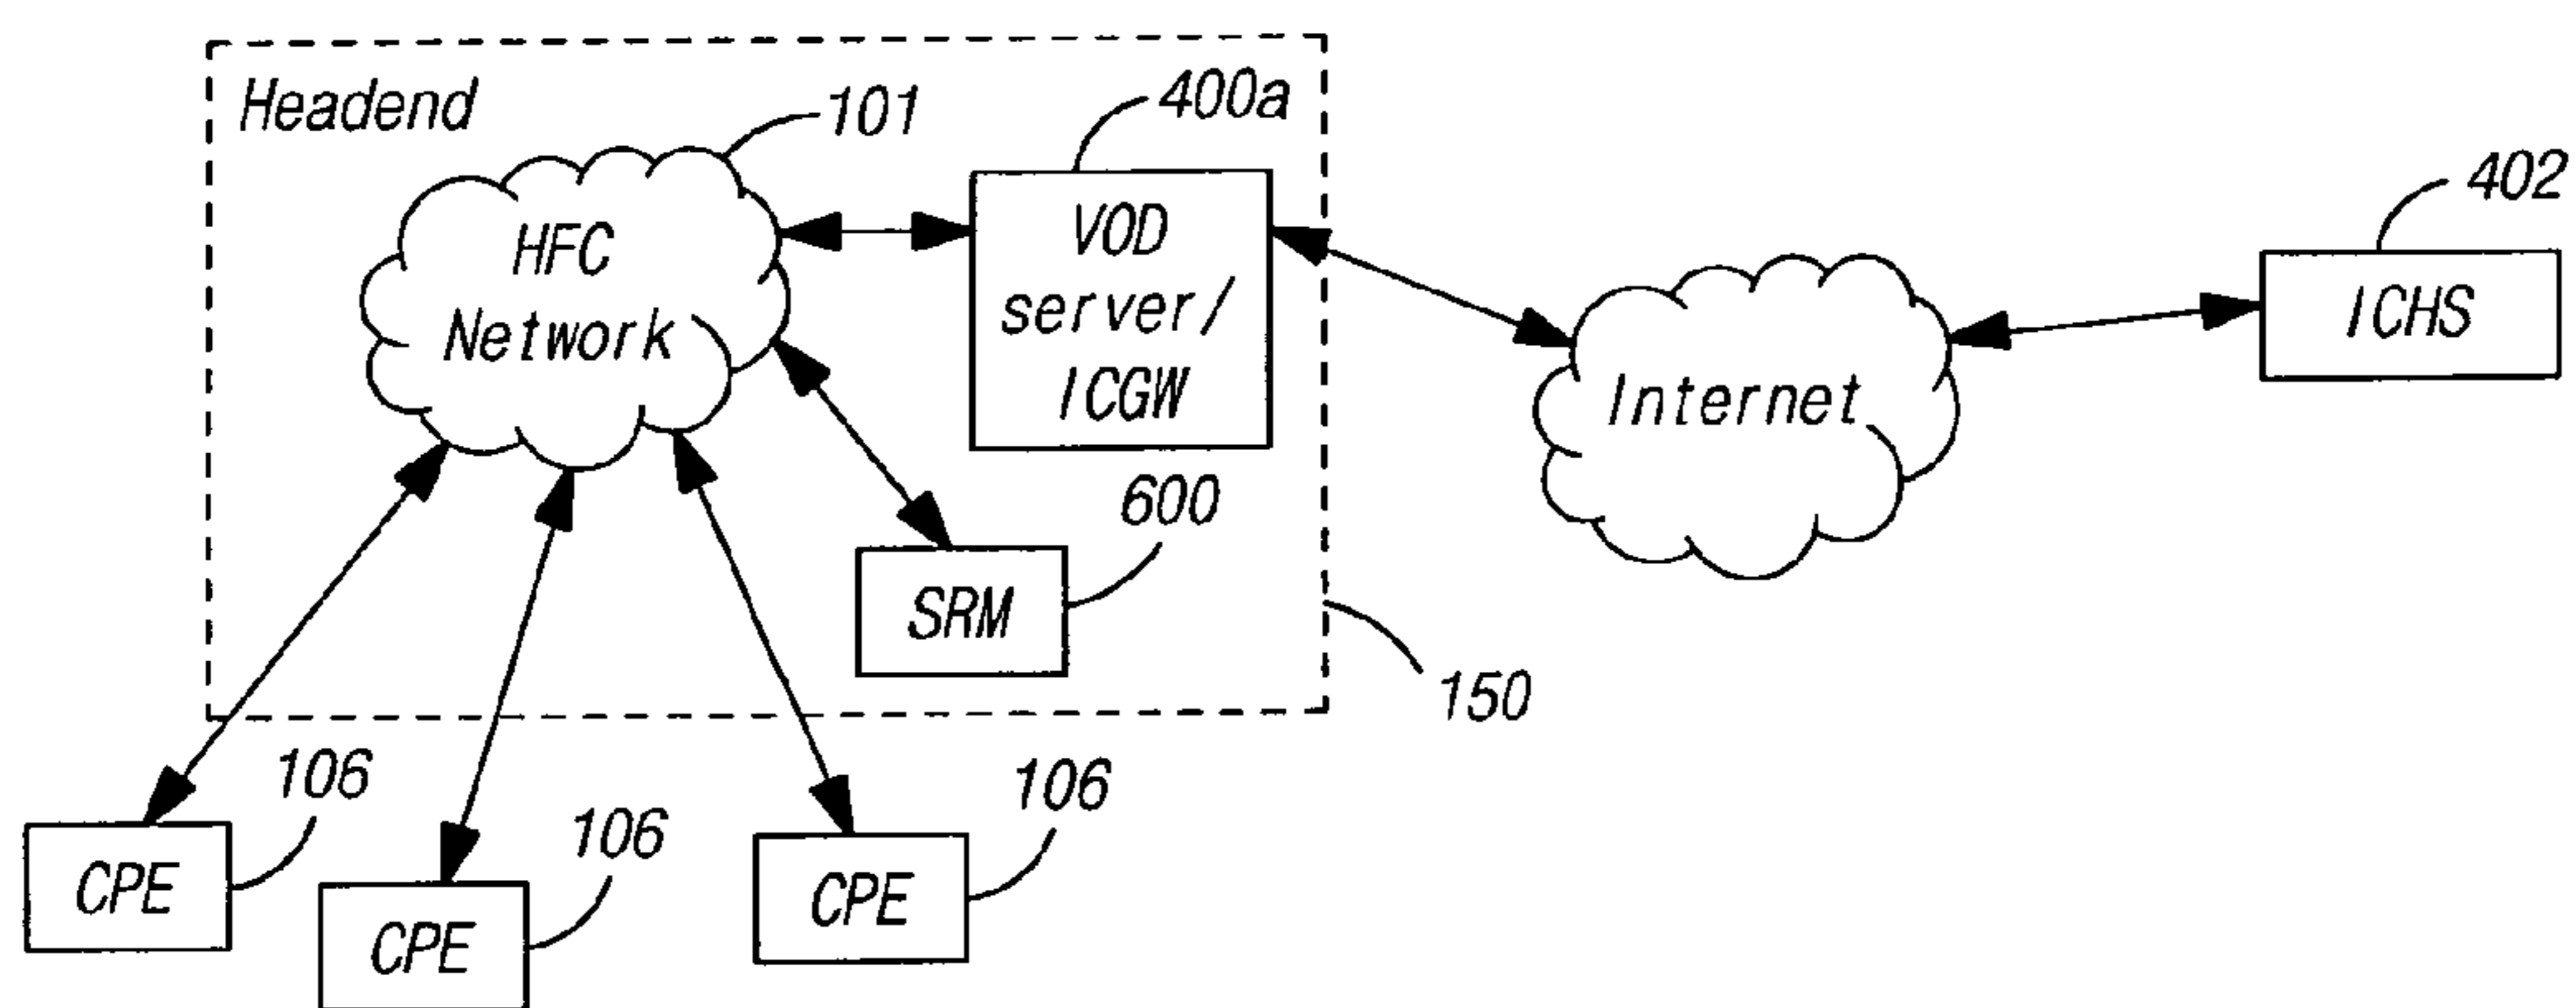 Headend
101
400a
402
HFC
Network
VOD
server/
ICGW
ICHS
Internet
600
SRM
150
106
106
106
CPE
CPE
CPE